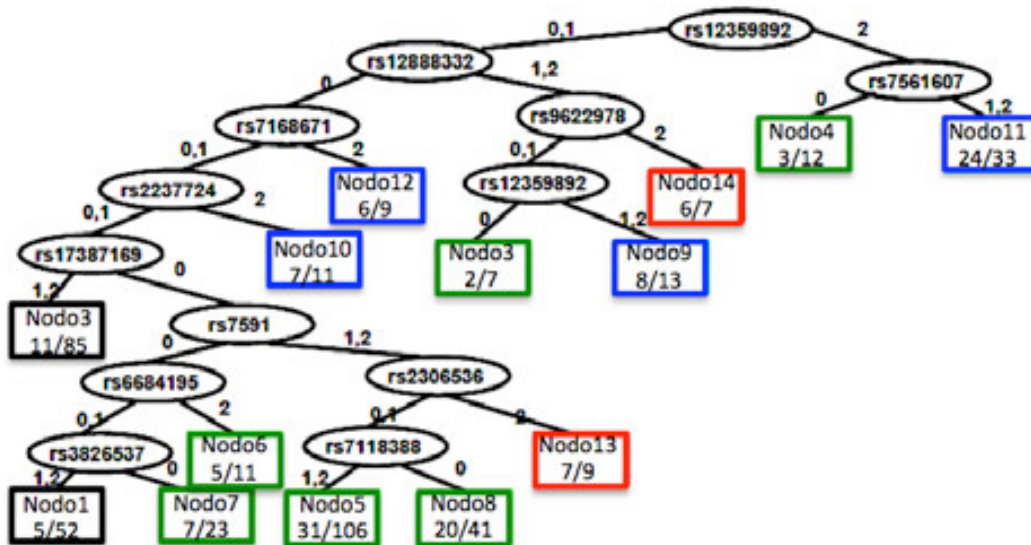 rs12359892
0,1
2
rs12888332
rs7561607
0
1,2
0
1,2
rs7168671
rs9622978
Nodo4
3/12
Nodo11
24/33
0,1
2
0,1
2
rs2237724
Nodo12
6/9
rs12359892
Nodo14
6/7
0,1
2
0
1,2
rs17387169
Nodo10
7/11
Nodo3
2/7
Nodo9
8/13
1,2
0
Nodo3
11/85
rs7591
0
1,2
rs6684195
rs2306536
0,1
2
0,1
2
rs3826537
Nodo6
5/11
rs7118388
Nodo13
7/9
1,2
0
1,2
0
Nodo1
5/52
Nodo7
7/23
Nodo5
31/106
Nodo8
20/41